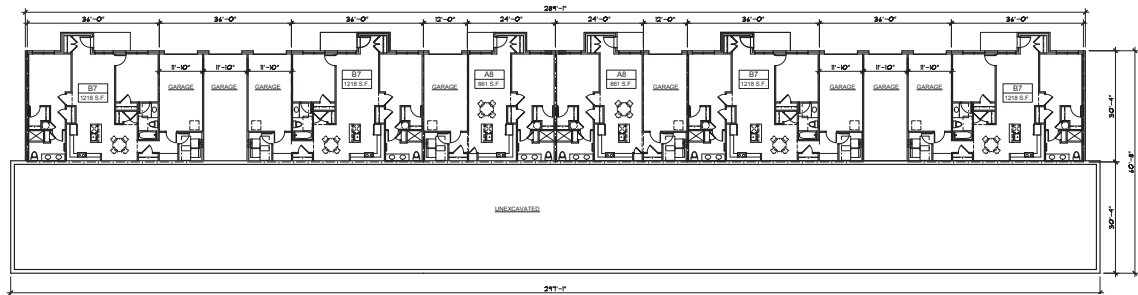 289'-1"
36'-0" 36'-0" 36'-0" 12'-0" 24'-0" 24'-0" 12'-0" 36'-0" 36'-0" 36'-0"
11'-10" 11'-10" 11'-10" 11'-10" 11'-10" 11'-10"
B7 GARAGE GARAGE GARAGE B7 GARAGE A8 A8 GARAGE B7 GARAGE GARAGE GARAGE B7
1218 S.F. 1218 S.F. 861 S.F. 861 S.F. 1218 S.F. 1218 S.F.
30'-4"
60'-8"
UNEXCAVATED
30'-4"
297'-1"